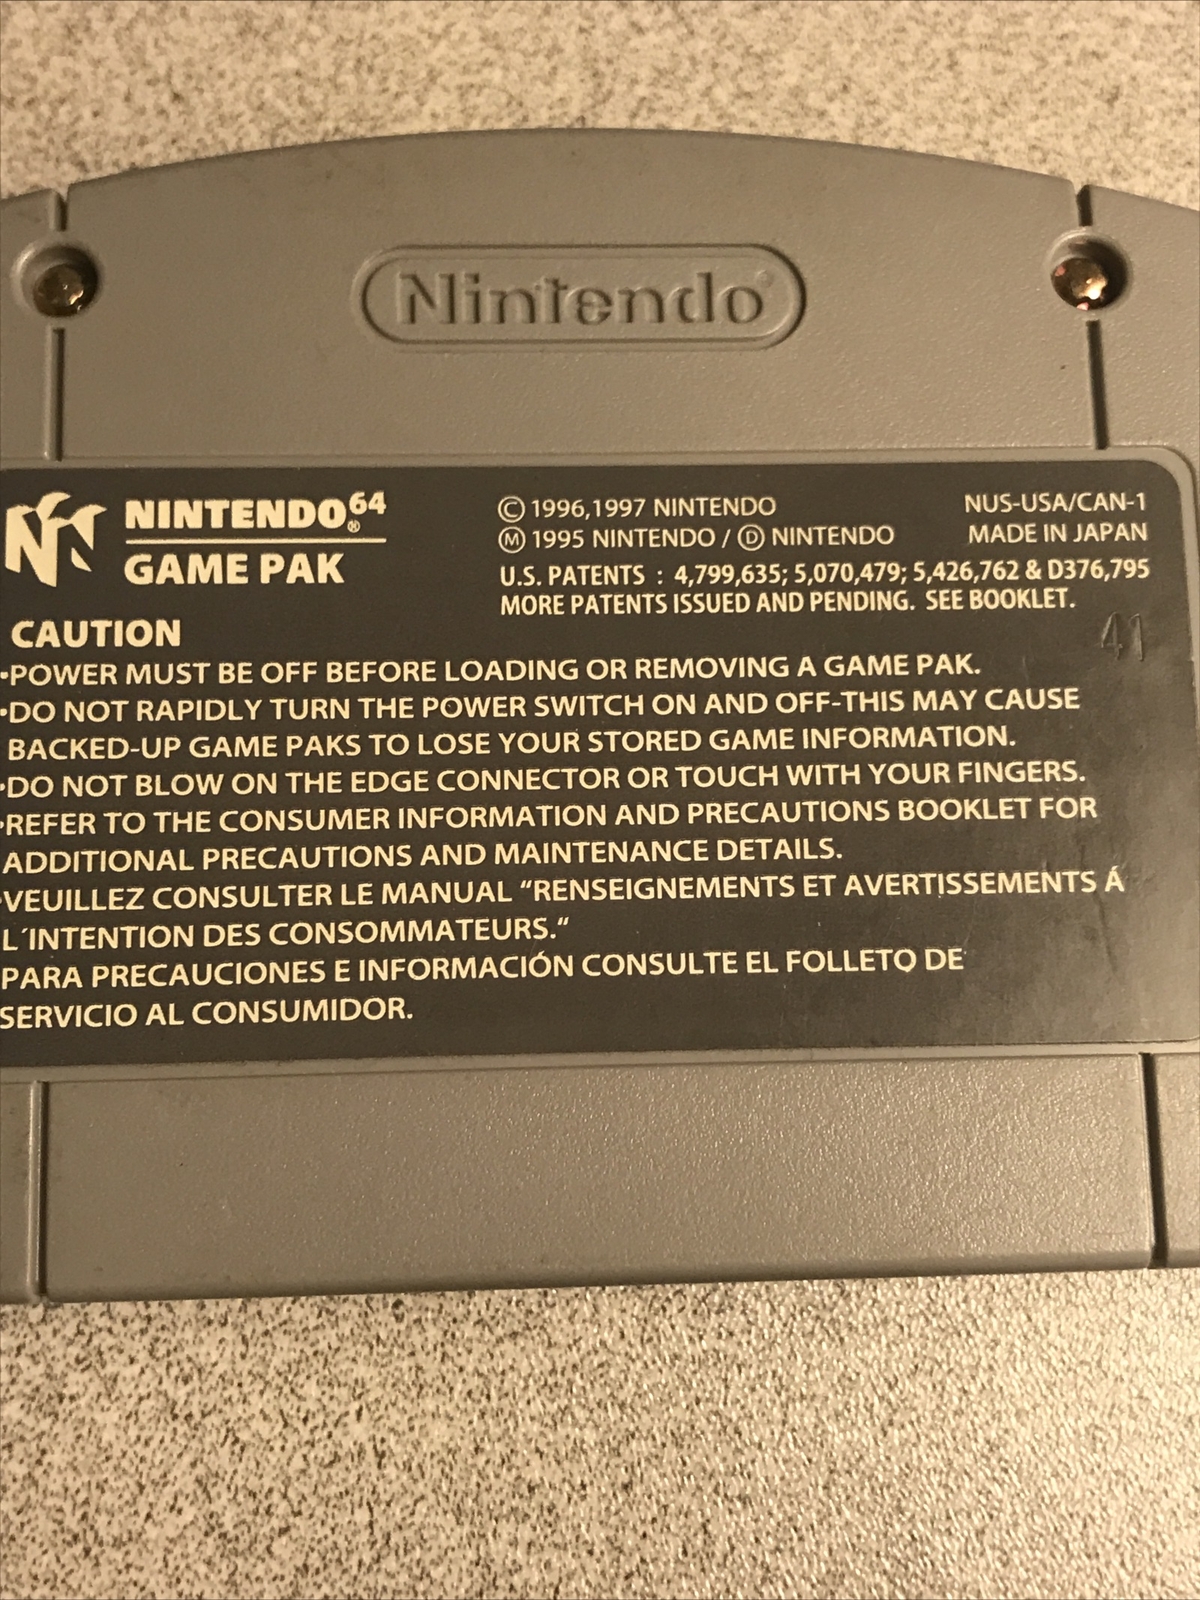 Nintendo®
NINTENDO64®
GAME PAK
©1996,1997 NINTENDO
Ⓜ1995 NINTENDO / Ⓓ NINTENDO
NUS-USA/CAN-1
MADE IN JAPAN
U.S. PATENTS : 4,799,635; 5,070,479; 5,426,762 & D376,795
MORE PATENTS ISSUED AND PENDING. SEE BOOKLET.
41
CAUTION
•POWER MUST BE OFF BEFORE LOADING OR REMOVING A GAME PAK.
•DO NOT RAPIDLY TURN THE POWER SWITCH ON AND OFF-THIS MAY CAUSE
BACKED-UP GAME PAKS TO LOSE YOUR STORED GAME INFORMATION.
•DO NOT BLOW ON THE EDGE CONNECTOR OR TOUCH WITH YOUR FINGERS.
•REFER TO THE CONSUMER INFORMATION AND PRECAUTIONS BOOKLET FOR
ADDITIONAL PRECAUTIONS AND MAINTENANCE DETAILS.
•VEUILLEZ CONSULTER LE MANUAL “RENSEIGNEMENTS ET AVERTISSEMENTS Á
L´INTENTION DES CONSOMMATEURS.“
PARA PRECAUCIONES E INFORMACIÓN CONSULTE EL FOLLETO DE
SERVICIO AL CONSUMIDOR.